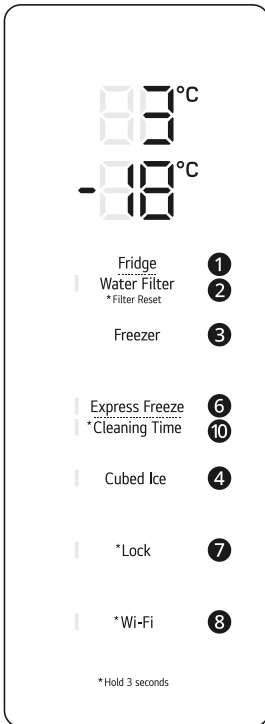 3°C
-18°C
Fridge 1
Water Filter 2
*Filter Reset
Freezer 3
Express Freeze 6
*Cleaning Time 10
Cubed Ice 4
*Lock 7
*Wi-Fi 8
*Hold 3 seconds